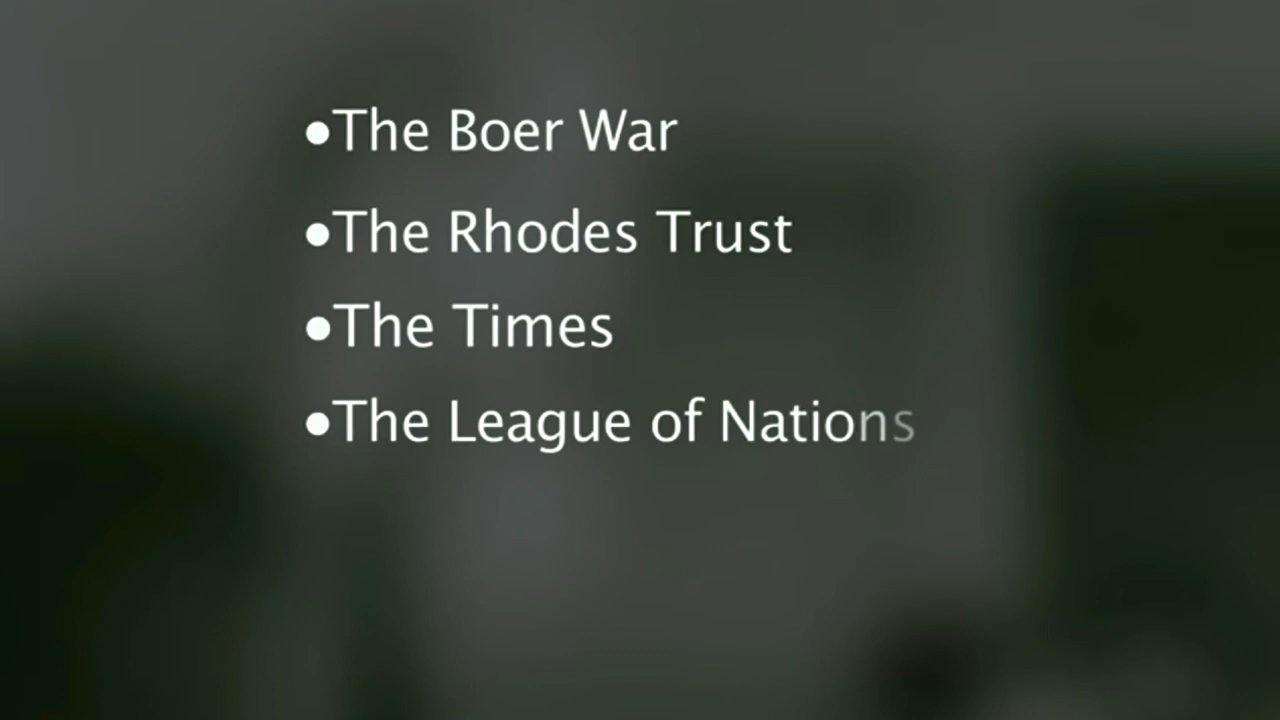 •The Boer War
•The Rhodes Trust
•The Times
•The League of Nations